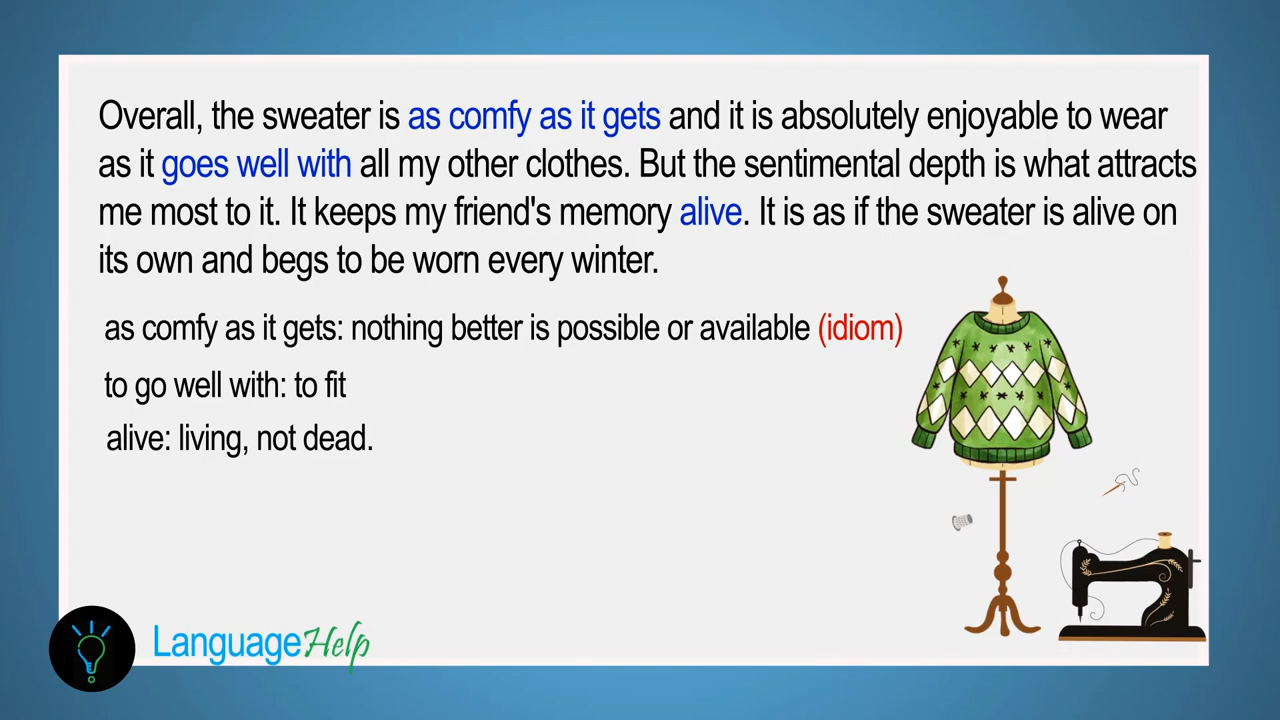 Overall, the sweater is as comfy as it gets and it is absolutely enjoyable to wear
as it goes well with all my other clothes. But the sentimental depth is what attracts
me most to it. It keeps my friend's memory alive. It is as if the sweater is alive on
its own and begs to be worn every winter.
as comfy as it gets: nothing better is possible or available (idiom)
to go well with: to fit
alive: living, not dead.
LanguageHelp